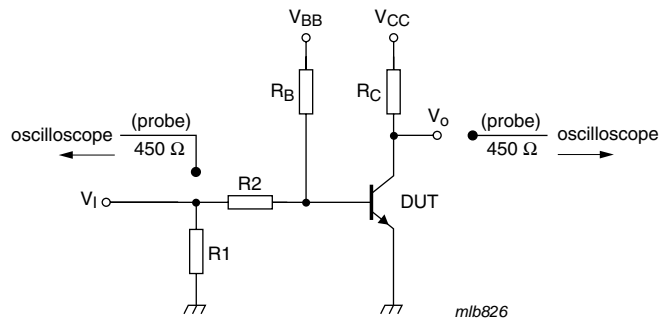 VBB
VCC
RB
RC
Vo
(probe)
oscilloscope
450 Ω
(probe)
oscilloscope
450 Ω
R2
VI
DUT
R1
mlb826